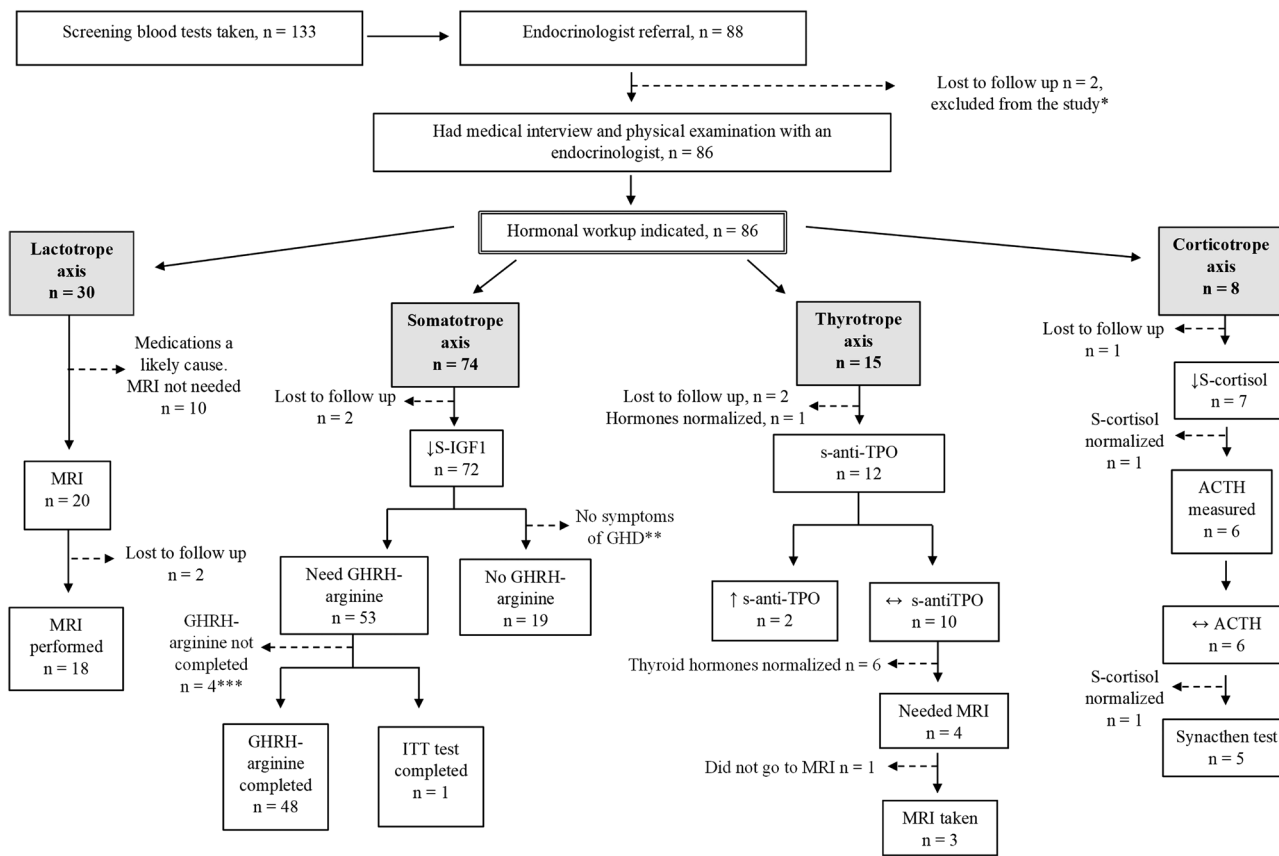 Screening blood tests taken, n = 133
Endocrinologist referral, n = 88
Lost to follow up n = 2,
excluded from the study*
Had medical interview and physical examination with an
endocrinologist, n = 86
Hormonal workup indicated, n = 86
Lactotrope
axis
n = 30
Medications a
likely cause.
MRI not needed
n = 10
MRI
n = 20
Lost to follow up
n = 2
MRI
performed
n = 18
Somatotrope
axis
n = 74
Lost to follow up
n = 2
↓S-IGF1
n = 72
No symptoms
of GHD**
Need GHRH-
arginine
n = 53
No GHRH-
arginine
n = 19
GHRH-
arginine not
completed
n = 4***
GHRH-
arginine
completed
n = 48
ITT test
completed
n = 1
Thyrotrope
axis
n = 15
Lost to follow up, n = 2
Hormones normalized, n = 1
s-anti-TPO
n = 12
↑ s-anti-TPO
n = 2
↔ s-antiTPO
n = 10
Thyroid hormones normalized n = 6
Needed MRI
n = 4
Did not go to MRI n = 1
MRI taken
n = 3
Corticotrope
axis
n = 8
Lost to follow up
n = 1
↓S-cortisol
n = 7
S-cortisol
normalized
n = 1
ACTH
measured
n = 6
↔ ACTH
n = 6
S-cortisol
normalized
n = 1
Synacthen test
n = 5